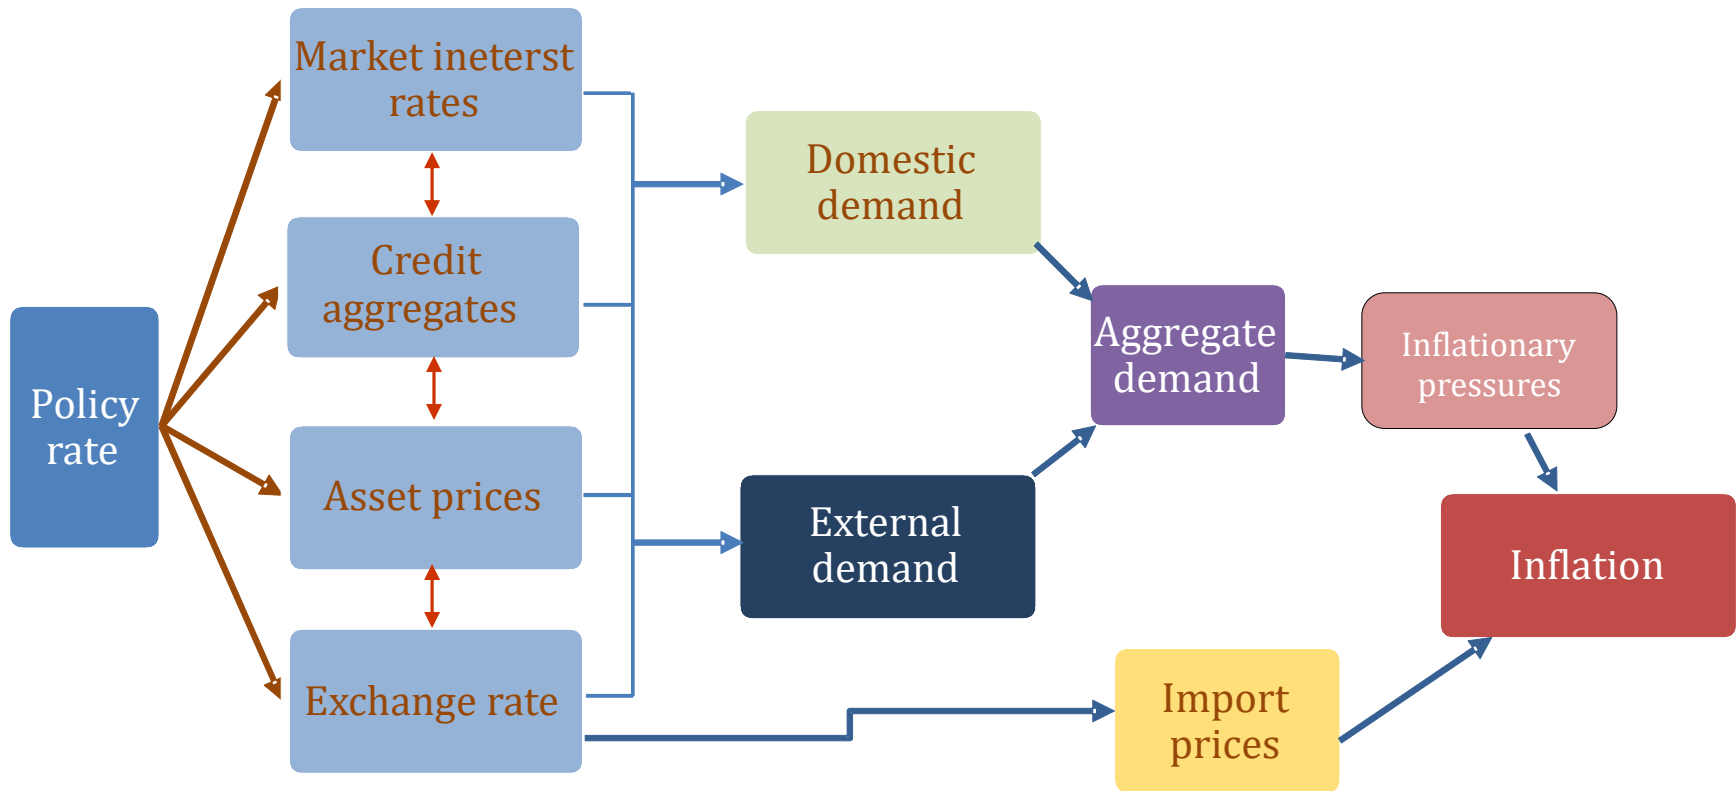 Market ineterst
rates
Credit
aggregates
Policy
rate
Asset prices
Exchange rate
Domestic
demand
External
demand
Aggregate
demand
Inflationary
pressures
Inflation
Import
prices